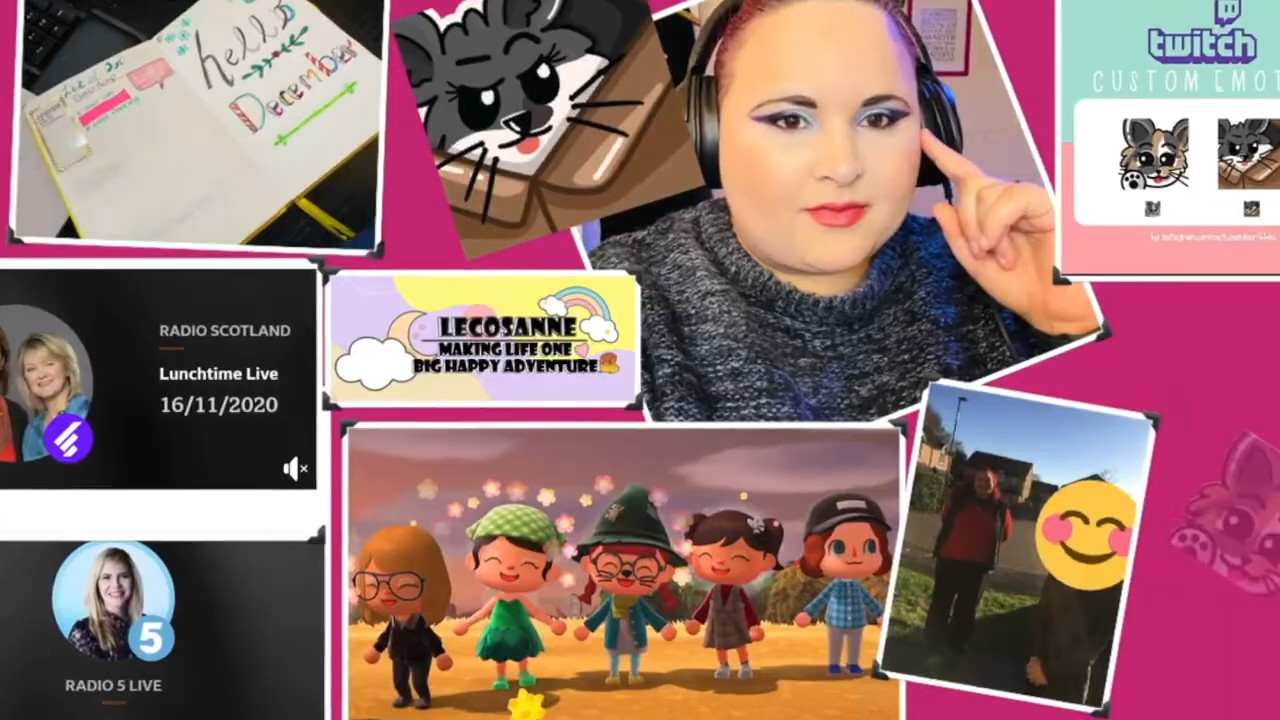 hello
December
twitch
CUSTOM EMOT
RADIO SCOTLAND
Lunchtime Live
16/11/2020
LECOSANNE
MAKING LIFE ONE
BIG HAPPY ADVENTURE
5
RADIO 5 LIVE